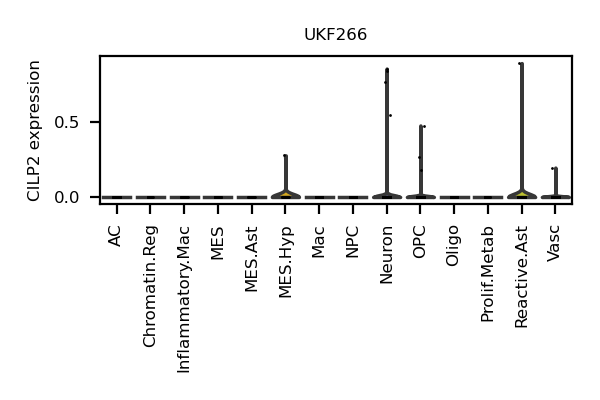 UKF266
CILP2 expression
0.5
0.0
AC
Chromatin.Reg
Inflammatory.Mac
MES
MES.Ast
MES.Hyp
Mac
NPC
Neuron
OPC
Oligo
Prolif.Metab
Reactive.Ast
Vasc